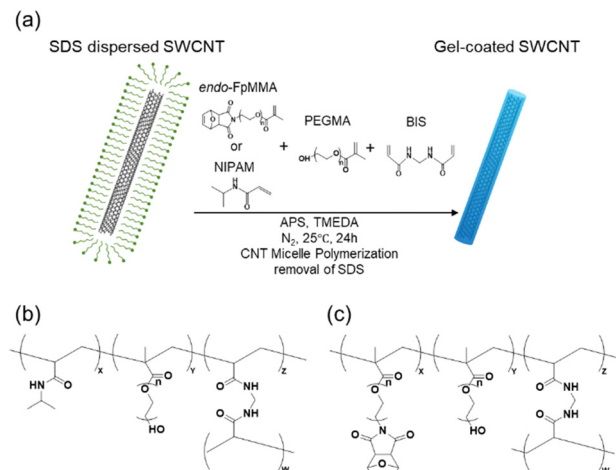 (a)
SDS dispersed SWCNT
Gel-coated SWCNT
endo-FpMMA
or
NIPAM
+
PEGMA
+
BIS
APS, TMEDA
N₂, 25℃, 24h
CNT Micelle Polymerization
removal of SDS
(b)
(c)
X
Y
Z
HN
O
O
n
O
HO
O
NH
NH
O
W
X
Y
Z
O
n
O
N
O
O
O
O
n
O
HO
O
NH
NH
O
W